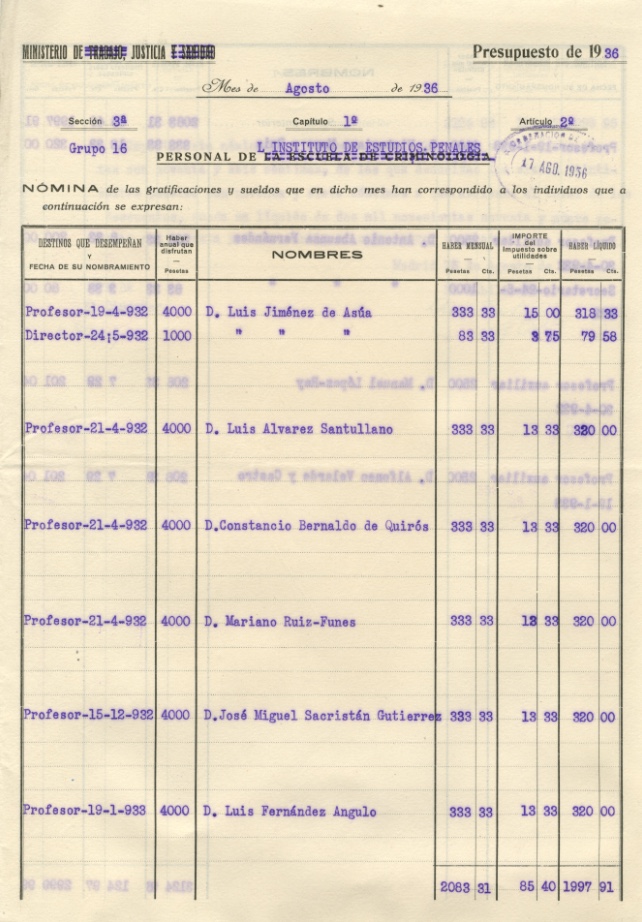 MINISTERIO DE TRABAJO, JUSTICIA Y SANIDAD Presupuesto de 1936
Mes de Agosto de 1936
Sección 3ª Capítulo 1º Artículo 2º
Grupo 16 L INSTITUTO DE ESTUDIOS PENALES
PERSONAL DE LA ESCUELA DE CRIMINOLOGIA
17 AGO 1936
NÓMINA de las gratificaciones y sueldos que en dicho mes han correspondido a los individuos que a
continuación se expresan:
DESTINOS QUE DESEMPEÑAN
Y
FECHA DE SU NOMBRAMIENTO
Haber
anual que
disfrutan
—
Pesetas
NOMBRES
HABER MENSUAL
—
Pesetas Cts.
IMPORTE
del
impuesto sobre
utilidades
—
Pesetas Cts.
HABER LÍQUIDO
—
Pesetas Cts.
Profesor-19-4-932 4000 D. Luis Jiménez de Asúa 333 33 15 00 318 33
Director-24;5-932 1000 " " " 83 33 3 75 79 58
Profesor-21-4-932 4000 D. Luis Alvarez Santullano 333 33 13 33 320 00
Profesor-21-4-932 4000 D.Constancio Bernaldo de Quirós 333 33 13 33 320 00
Profesor-21-4-932 4000 D. Mariano Ruiz-Funes 333 33 13 33 320 00
Profesor-15-12-932 4000 D.José Miguel Sacristán Gutierrez 333 33 13 33 320 00
Profesor-19-1-933 4000 D. Luis Fernández Angulo 333 33 13 33 320 00
2083 31 85 40 1997 91